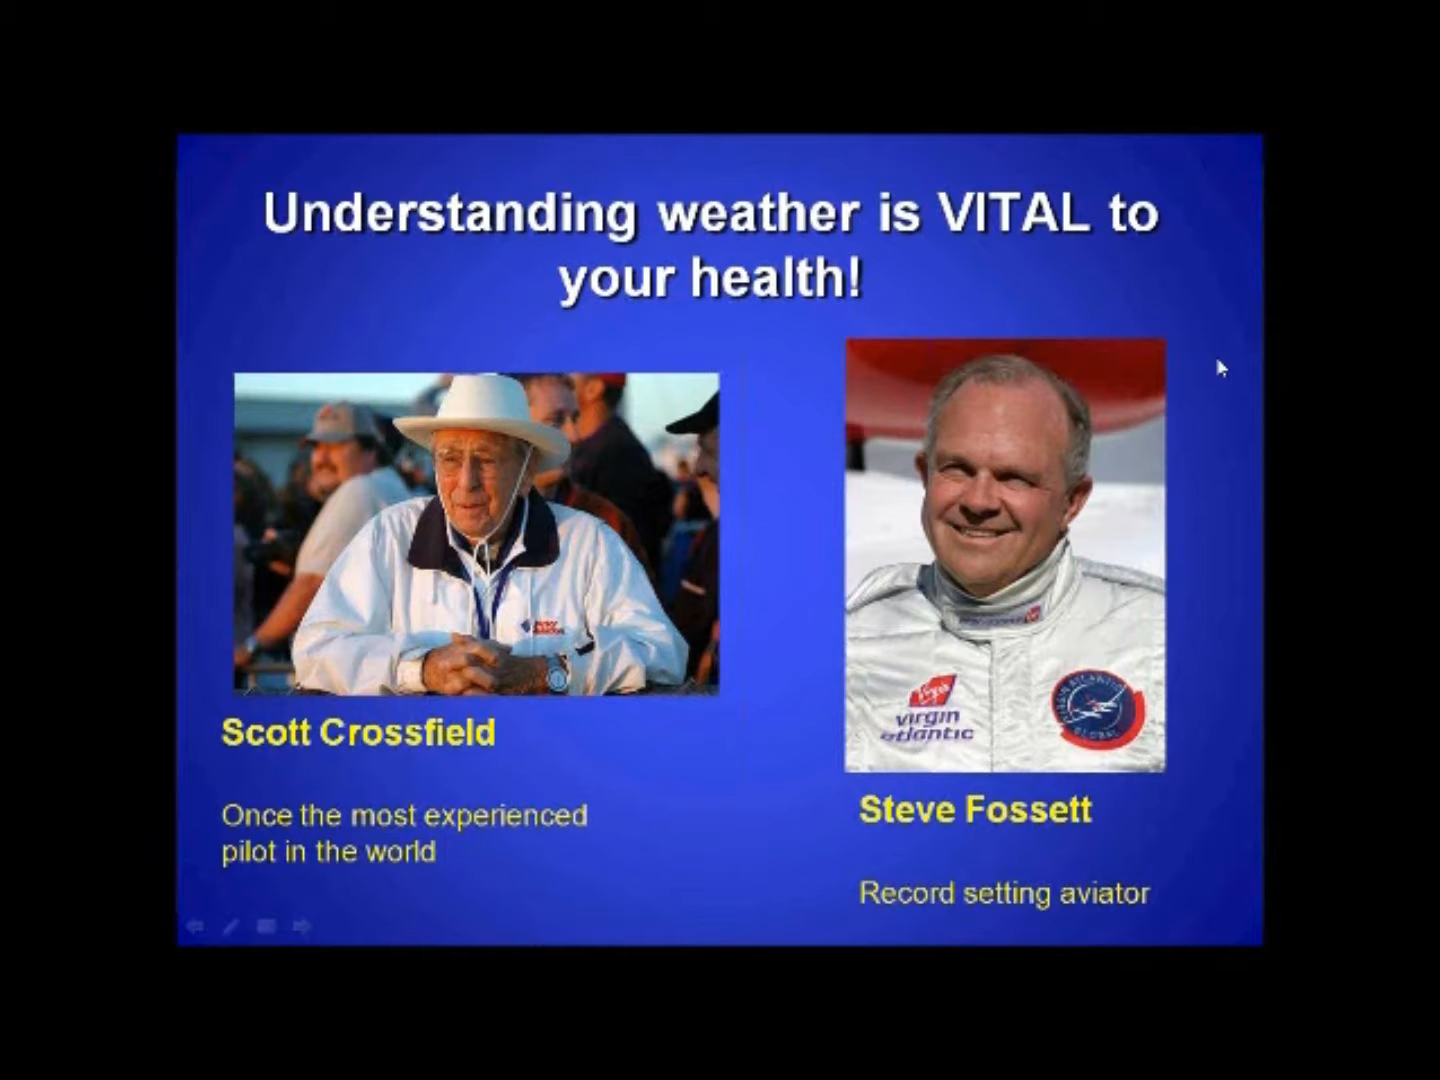 Understanding weather is VITAL to
your health!
Scott Crossfield
Once the most experienced
pilot in the world
virgin
atlantic
Steve Fossett
Record setting aviator